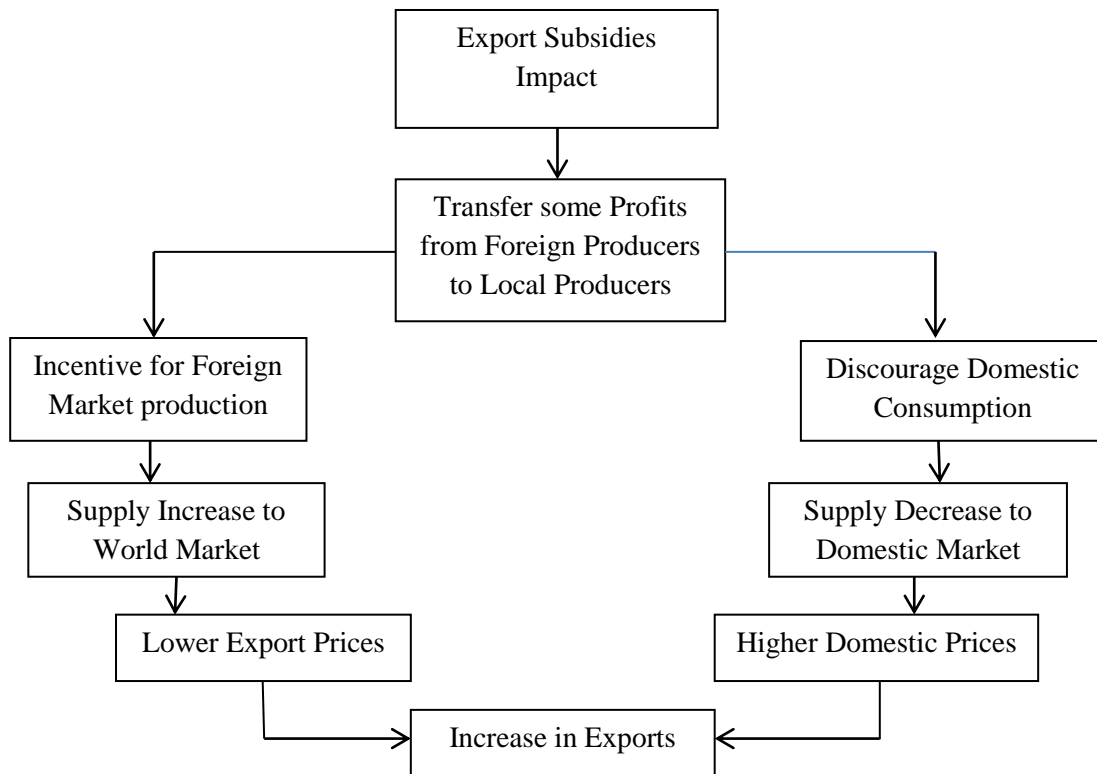 Export Subsidies
Impact
Transfer some Profits
from Foreign Producers
to Local Producers
Incentive for Foreign
Market production
Discourage Domestic
Consumption
Supply Increase to
World Market
Supply Decrease to
Domestic Market
Lower Export Prices
Higher Domestic Prices
Increase in Exports